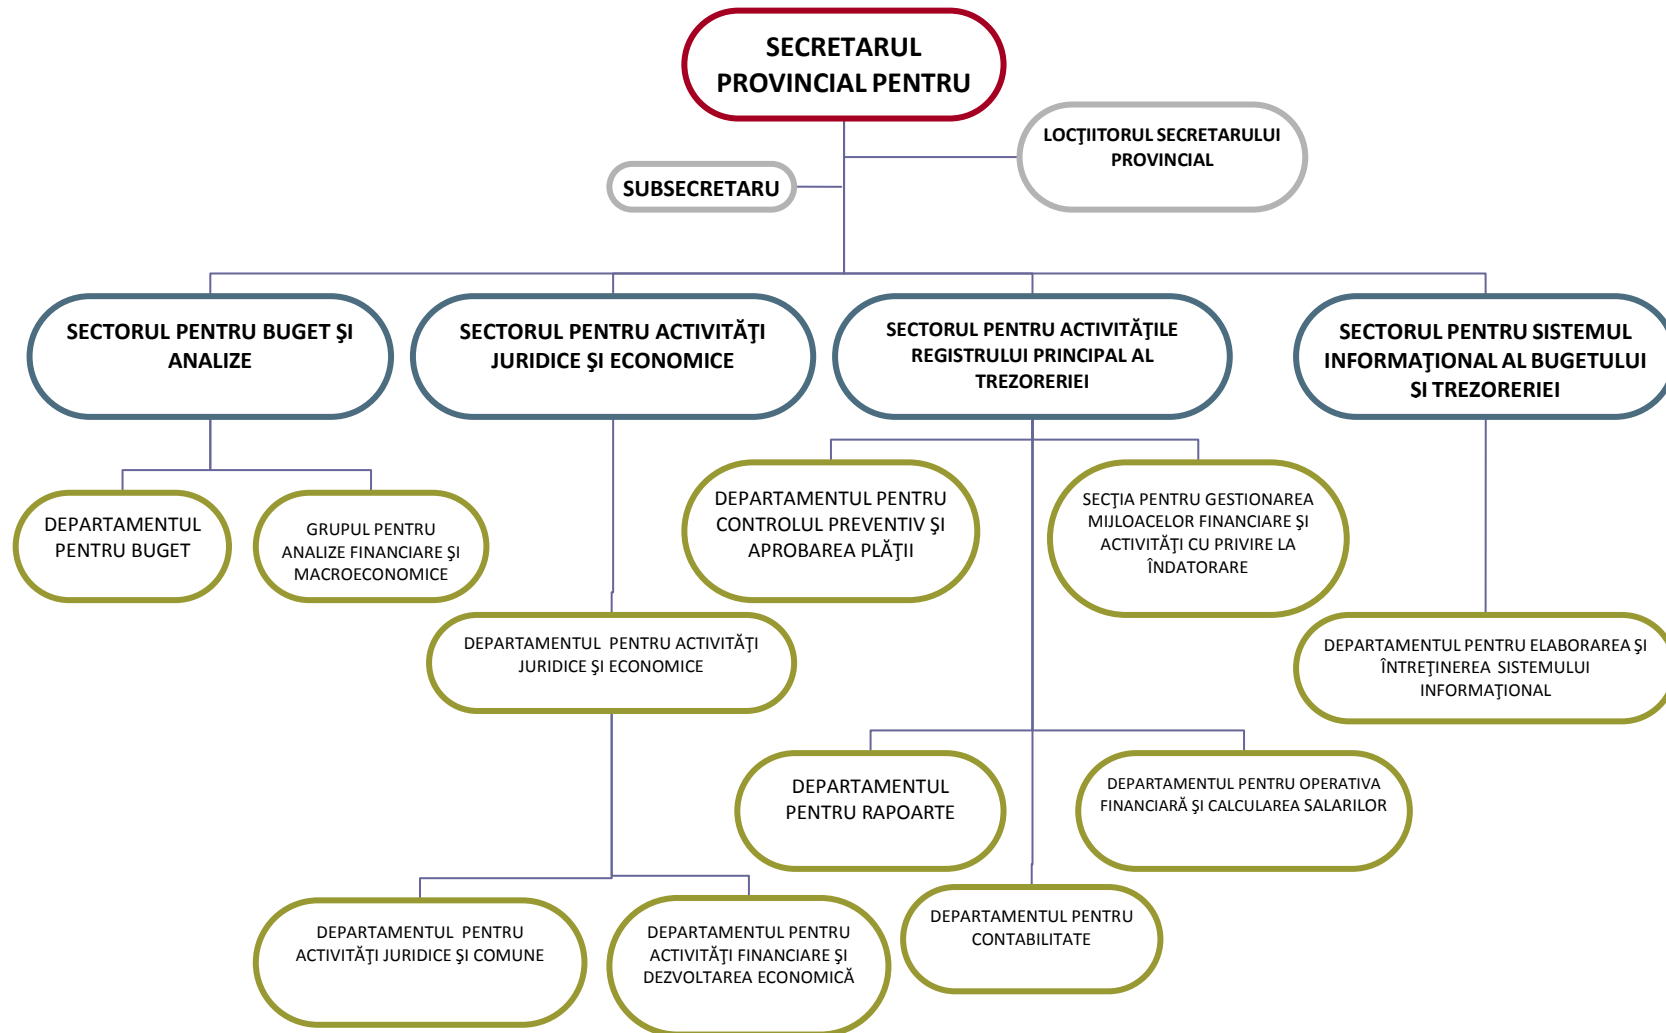 SECRETARUL
PROVINCIAL PENTRU
LOCŢIITORUL SECRETARULUI
PROVINCIAL
SUBSECRETARU
SECTORUL PENTRU BUGET ŞI
ANALIZE
SECTORUL PENTRU ACTIVITĂŢI
JURIDICE ŞI ECONOMICE
SECTORUL PENTRU ACTIVITĂŢILE
REGISTRULUI PRINCIPAL AL
TREZORERIEI
SECTORUL PENTRU SISTEMUL
INFORMAŢIONAL AL BUGETULUI
ŞI TREZORERIEI
DEPARTAMENTUL
PENTRU BUGET
GRUPUL PENTRU
ANALIZE FINANCIARE ŞI
MACROECONOMICE
DEPARTAMENTUL PENTRU
CONTROLUL PREVENTIV ŞI
APROBAREA PLĂŢII
SECŢIA PENTRU GESTIONAREA
MIJLOACELOR FINANCIARE ŞI
ACTIVITĂŢI CU PRIVIRE LA
ÎNDATORARE
DEPARTAMENTUL PENTRU ACTIVITĂŢI
JURIDICE ŞI ECONOMICE
DEPARTAMENTUL PENTRU ELABORAREA ŞI
ÎNTREŢINEREA SISTEMULUI
INFORMAŢIONAL
DEPARTAMENTUL
PENTRU RAPOARTE
DEPARTAMENTUL PENTRU OPERATIVA
FINANCIARĂ ŞI CALCULAREA SALARILOR
DEPARTAMENTUL PENTRU
ACTIVITĂŢI JURIDICE ŞI COMUNE
DEPARTAMENTUL PENTRU
ACTIVITĂŢI FINANCIARE ŞI
DEZVOLTAREA ECONOMICĂ
DEPARTAMENTUL PENTRU
CONTABILITATE